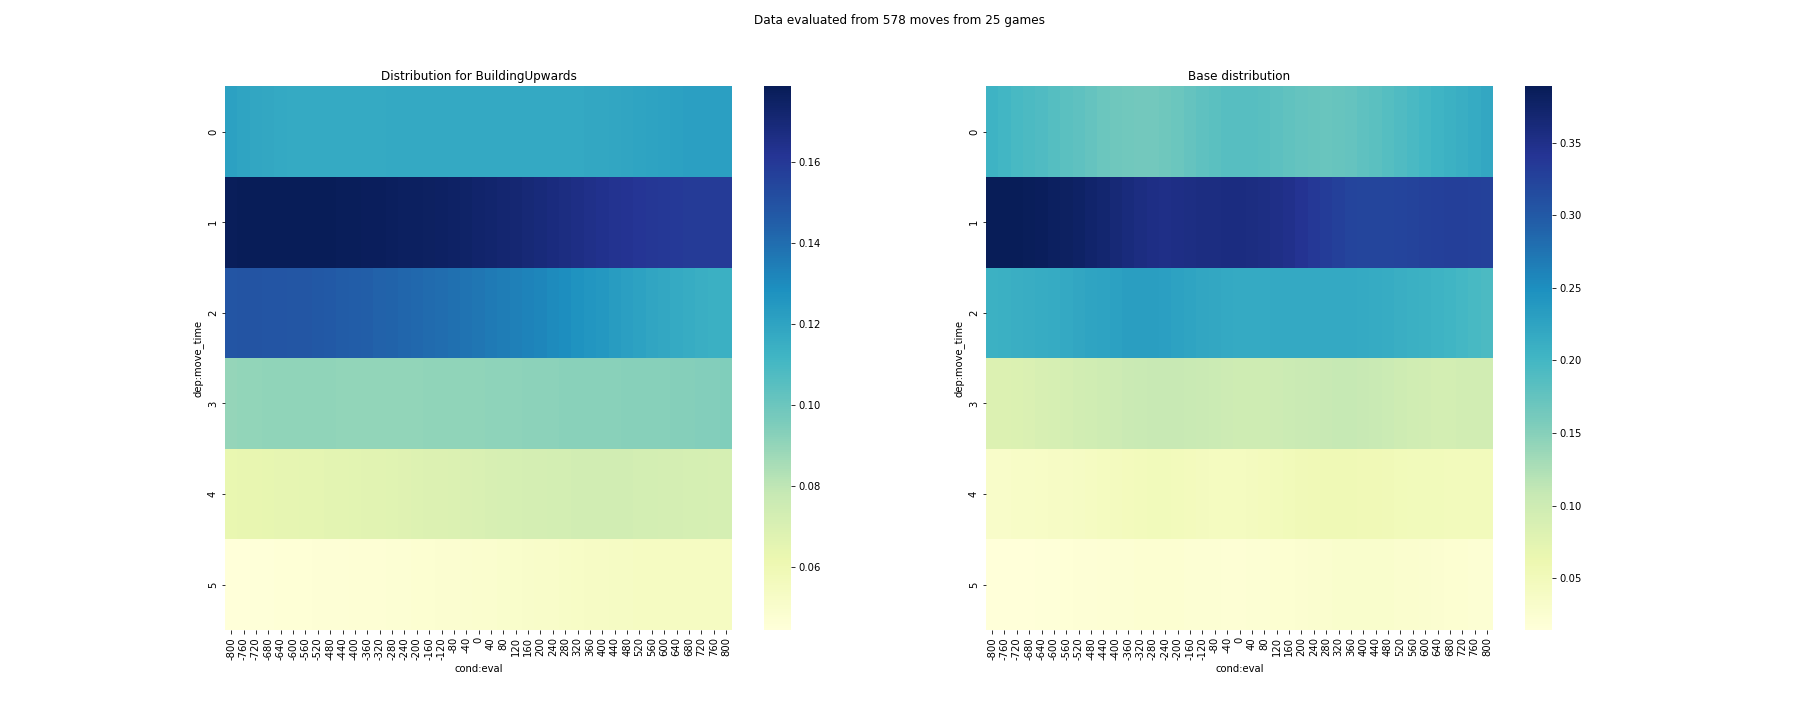 Data evaluated from 578 moves from 25 games
Distribution for BuildingUpwards
dep:move_time
0
1
2
3
4
5
-800 -760 -720 -680 -640 -600 -560 -520 -480 -440 -400 -360 -320 -280 -240 -200 -160 -120 -80 -40 0 40 80 120 160 200 240 280 320 360 400 440 480 520 560 600 640 680 720 760 800
cond:eval
0.16
0.14
0.12
0.10
0.08
0.06
Base distribution
dep:move_time
0
1
2
3
4
5
-800 -760 -720 -680 -640 -600 -560 -520 -480 -440 -400 -360 -320 -280 -240 -200 -160 -120 -80 -40 0 40 80 120 160 200 240 280 320 360 400 440 480 520 560 600 640 680 720 760 800
cond:eval
0.35
0.30
0.25
0.20
0.15
0.10
0.05